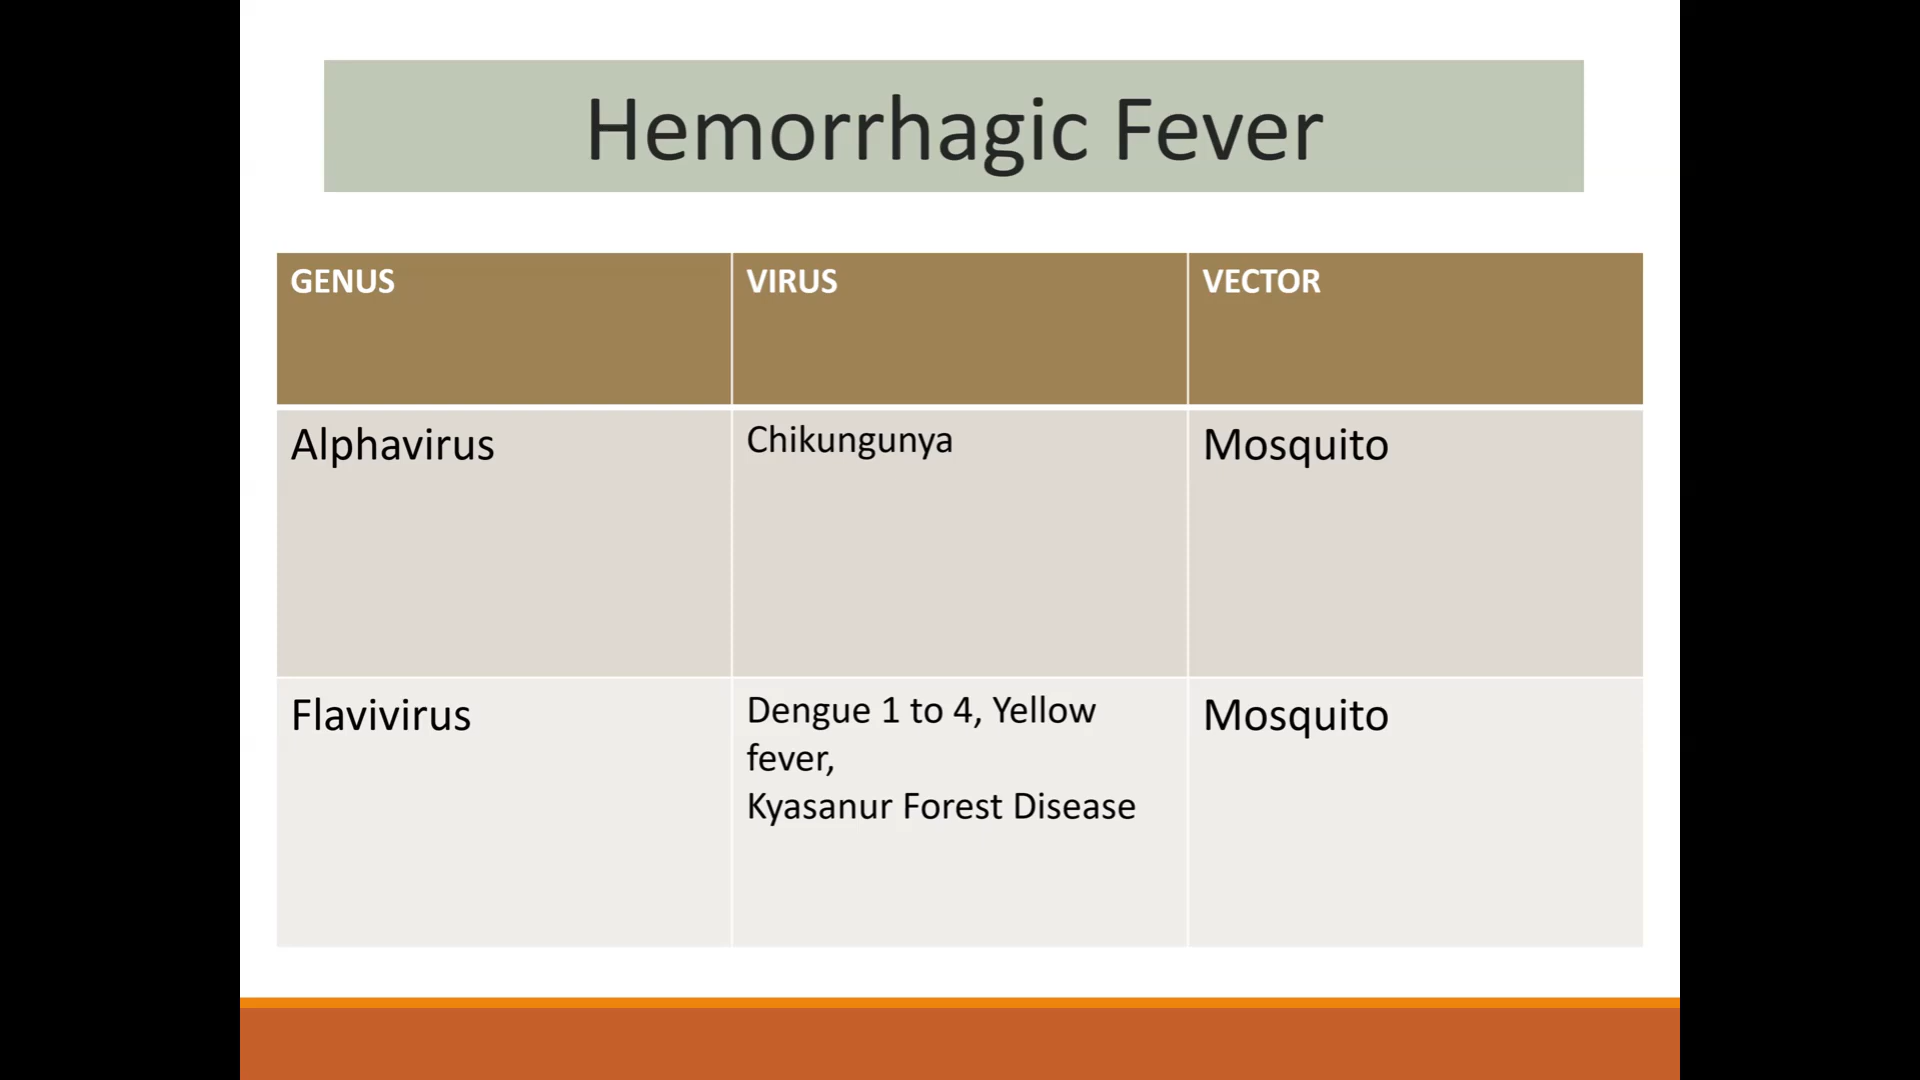 Hemorrhagic Fever
GENUS VIRUS VECTOR
Alphavirus Chikungunya Mosquito
Flavivirus Dengue 1 to 4, Yellow Mosquito
fever,
Kyasanur Forest Disease